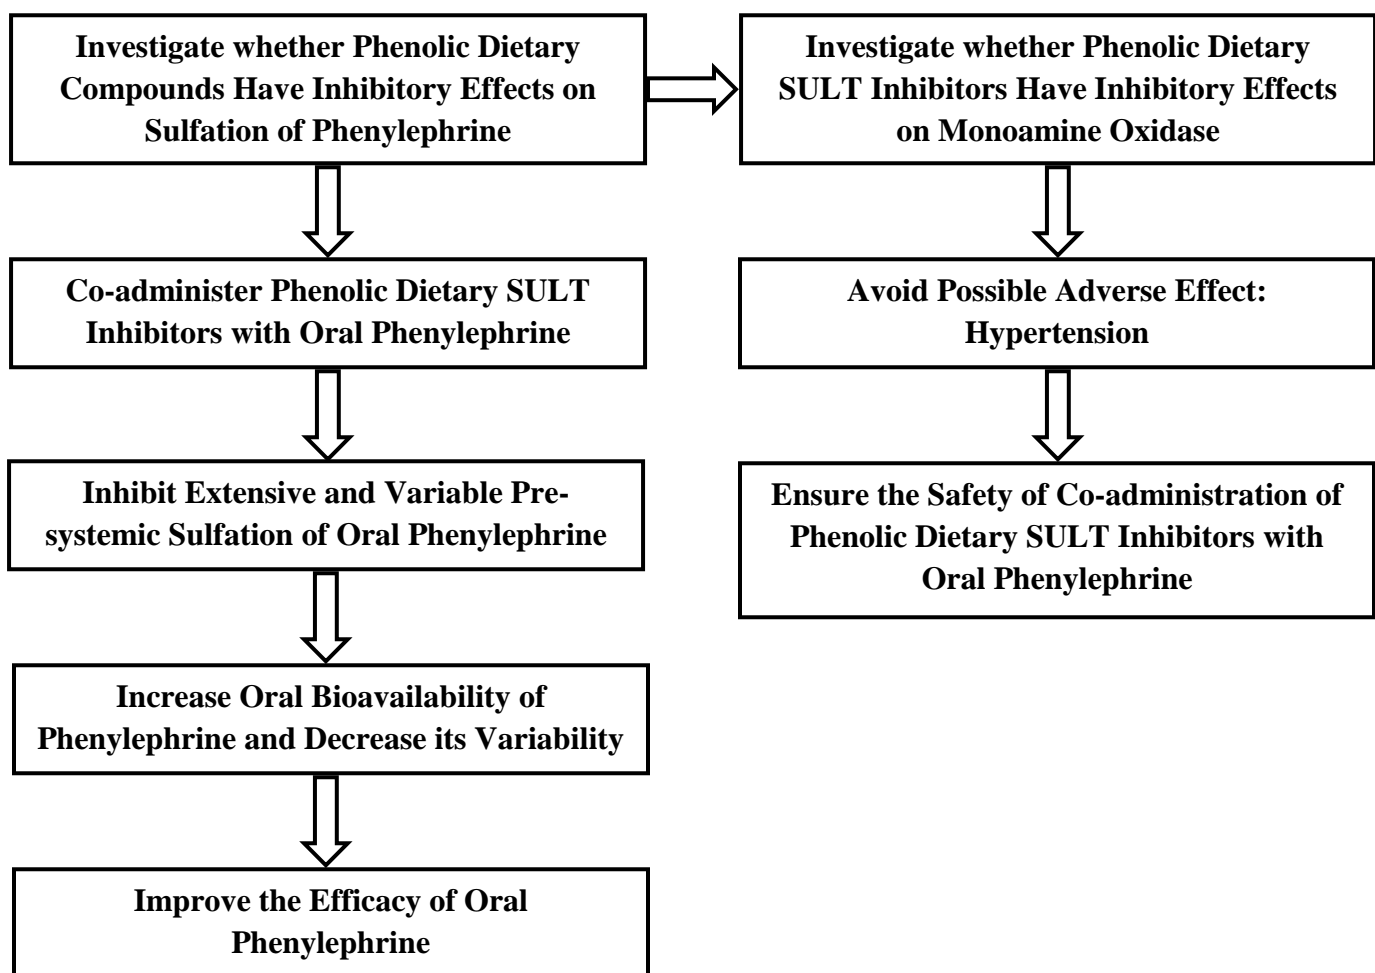 Investigate whether Phenolic Dietary
Compounds Have Inhibitory Effects on
Sulfation of Phenylephrine
Investigate whether Phenolic Dietary
SULT Inhibitors Have Inhibitory Effects
on Monoamine Oxidase
Co-administer Phenolic Dietary SULT
Inhibitors with Oral Phenylephrine
Avoid Possible Adverse Effect:
Hypertension
Inhibit Extensive and Variable Pre-
systemic Sulfation of Oral Phenylephrine
Ensure the Safety of Co-administration of
Phenolic Dietary SULT Inhibitors with
Oral Phenylephrine
Increase Oral Bioavailability of
Phenylephrine and Decrease its Variability
Improve the Efficacy of Oral
Phenylephrine